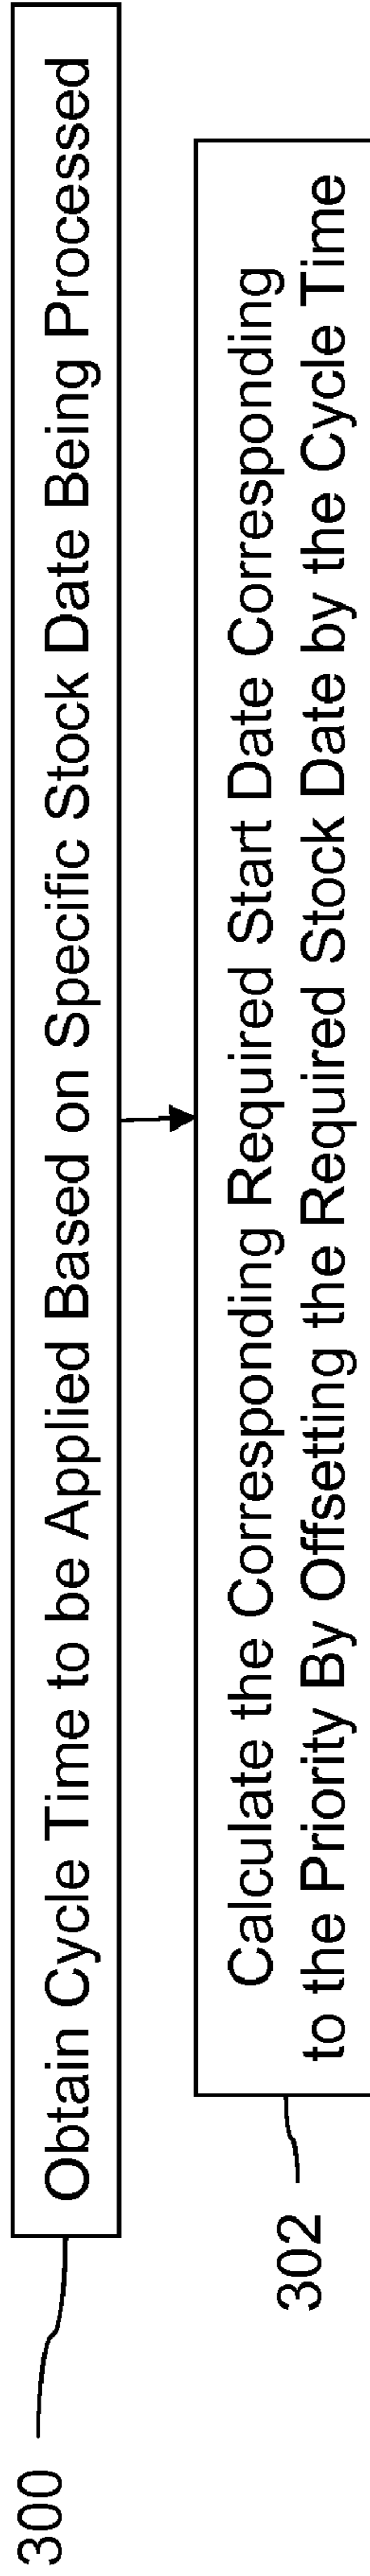 300
Obtain Cycle Time to be Applied Based on Specific Stock Date Being Processed
302
Calculate the Corresponding Required Start Date Corresponding
to the Priority By Offsetting the Required Stock Date by the Cycle Time